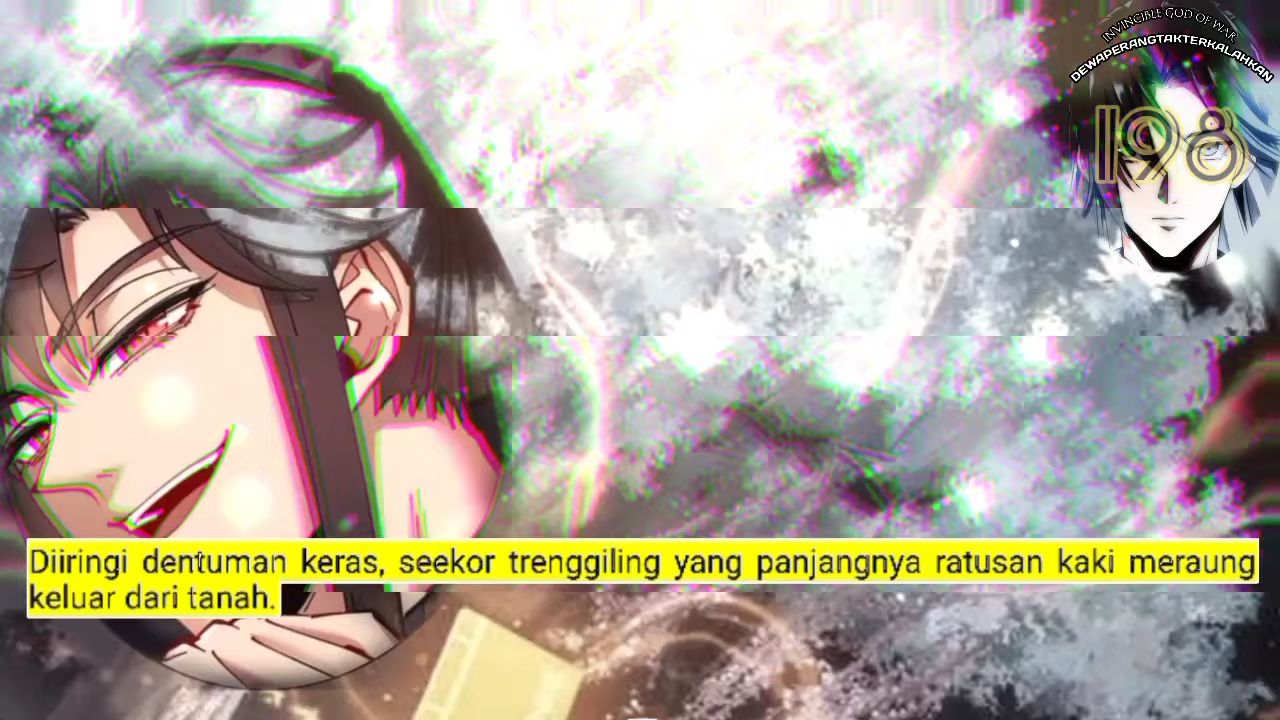 INVINCIBLE GOD OF WAR
DEWAPERANGTAKTERKALAHKAN
198
Diiringi dentuman keras, seekor trenggiling yang panjangnya ratusan kaki meraung
keluar dari tanah.